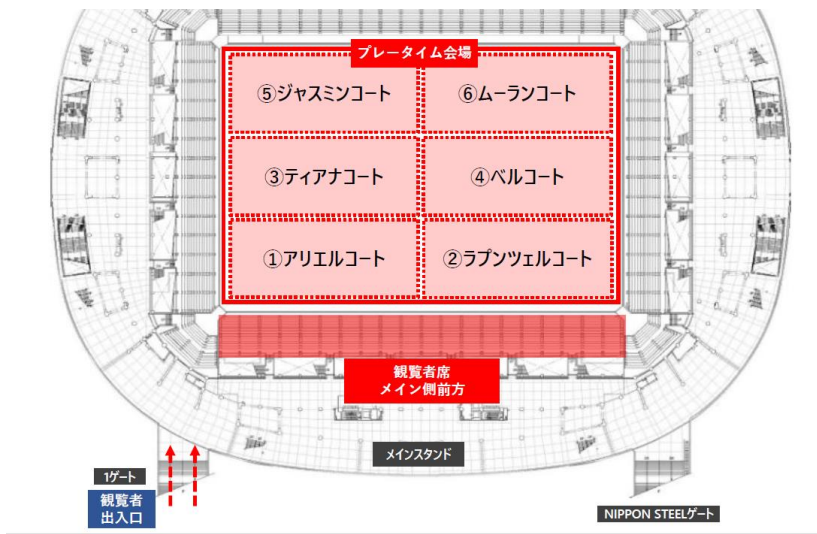 プレータイム会場
⑤ジャスミンコート
⑥ムーランコート
③ティアナコート
④ベルコート
①アリエルコート
②ラプンツェルコート
観覧者席
メイン側前方
メインスタンド
1ゲート
観覧者
出入口
NIPPON STEELゲート